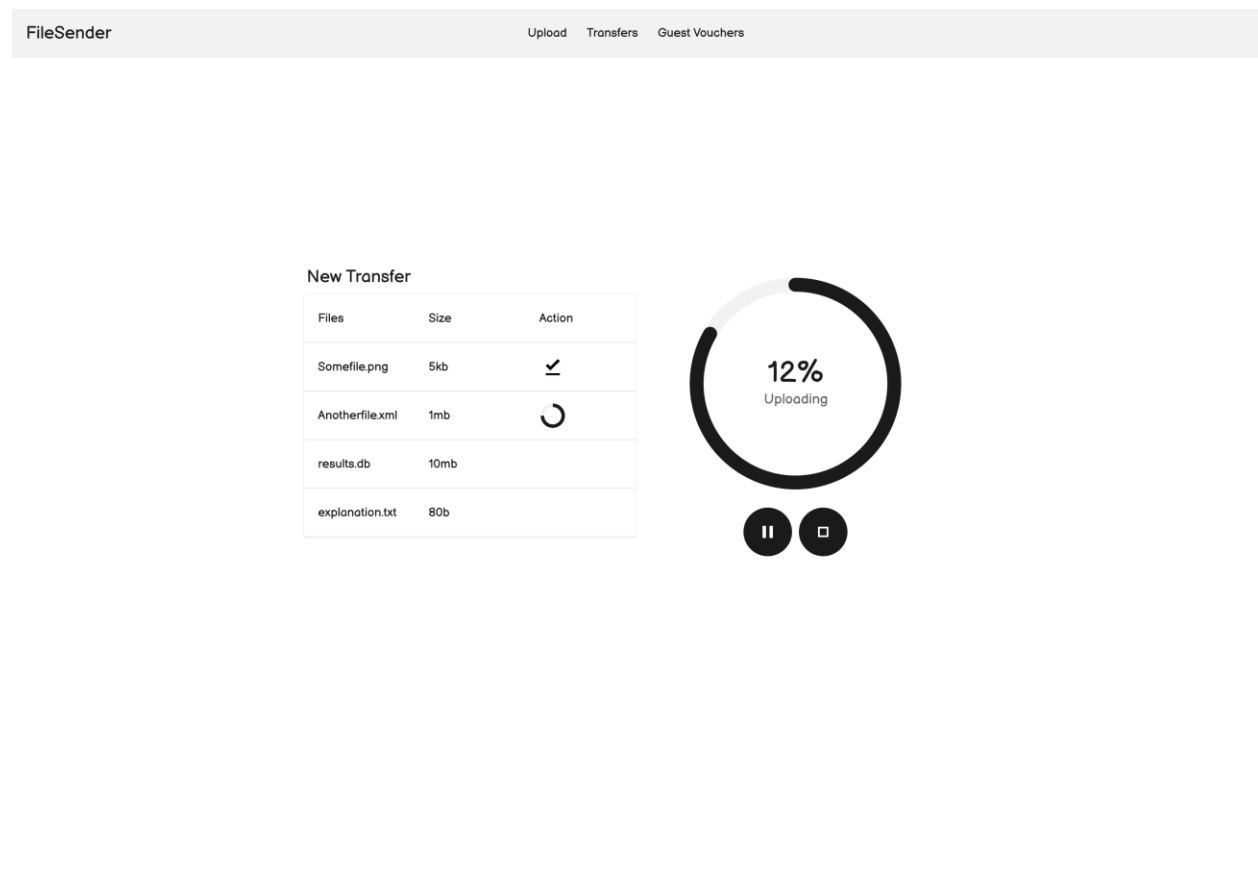 FileSender
Upload Transfers Guest Vouchers
New Transfer
Files Size Action
Somefile.png 5kb
Anotherfile.xml 1mb
results.db 10mb
explanation.txt 80b
12%
Uploading